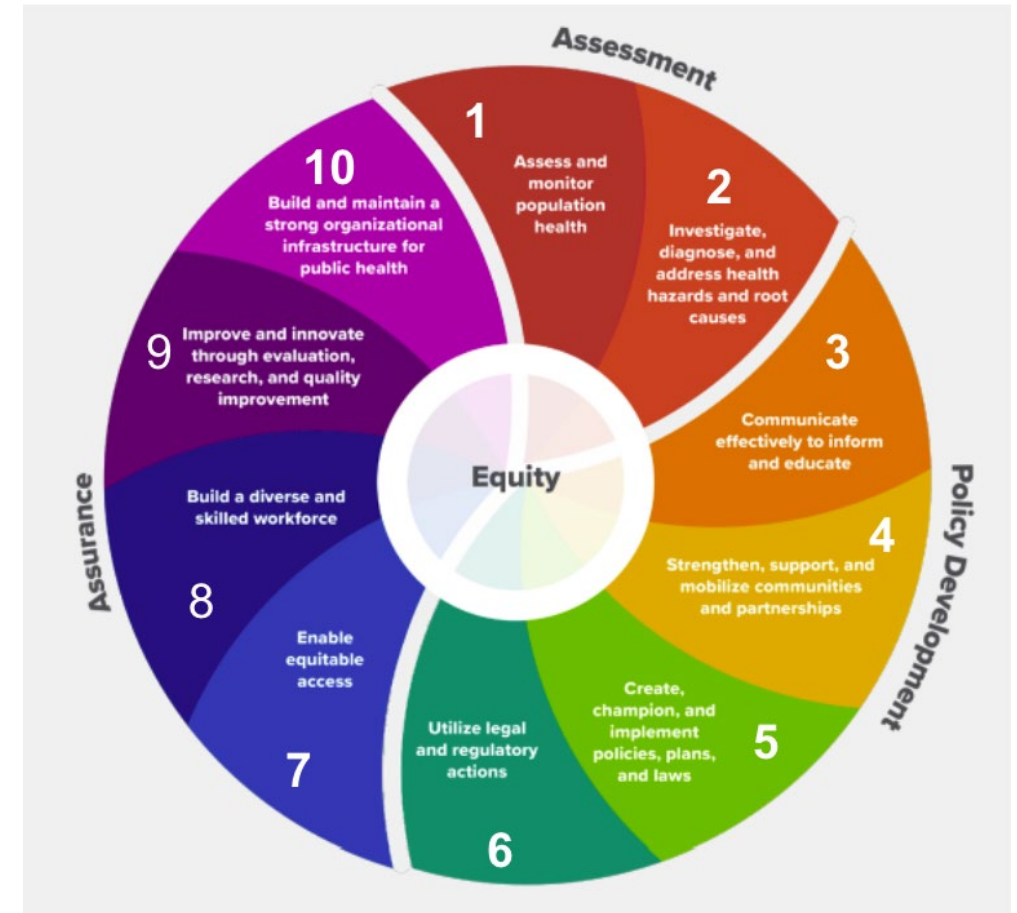 Assessment
1
Assess and
monitor
population
health
2
Investigate,
diagnose, and
address health
hazards and root
causes
3
Communicate
effectively to inform
and educate
4
Strengthen, support, and
mobilize communities
and partnerships
Policy Development
5
Create,
champion, and
implement
policies, plans,
and laws
6
Utilize legal
and regulatory
actions
7
Enable
equitable
access
8
Build a diverse and
skilled workforce
Assurance
9
Improve and innovate
through evaluation,
research, and quality
improvement
10
Build and maintain a
strong organizational
infrastructure for
public health
Equity